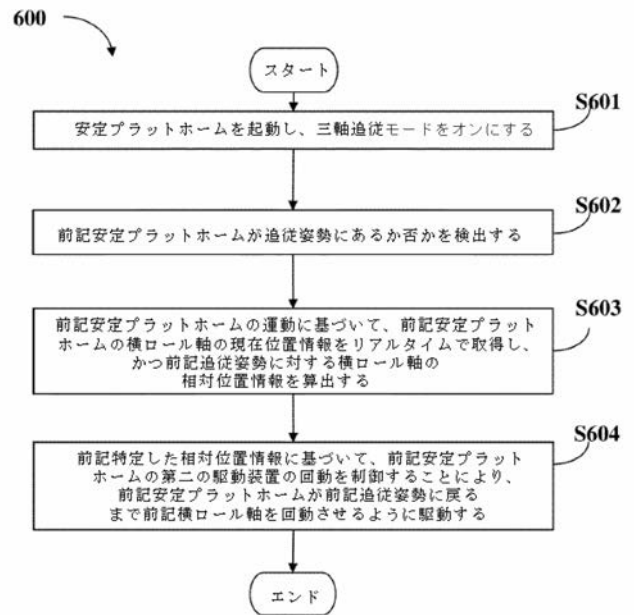 600
スタート
S601
安定プラットホームを起動し、三軸追従モードをオンにする
S602
前記安定プラットホームが追従姿勢にあるか否かを検出する
S603
前記安定プラットホームの運動に基づいて、前記安定プラット
ホームの横ロール軸の現在位置情報をリアルタイムで取得し、
かつ前記追従姿勢に対する横ロール軸の
相対位置情報を算出する
S604
前記特定した相対位置情報に基づいて、前記安定プラット
ホームの第二の駆動装置の回動を制御することにより、
前記安定プラットホームが前記追従姿勢に戻る
まで前記横ロール軸を回動させるように駆動する
エンド